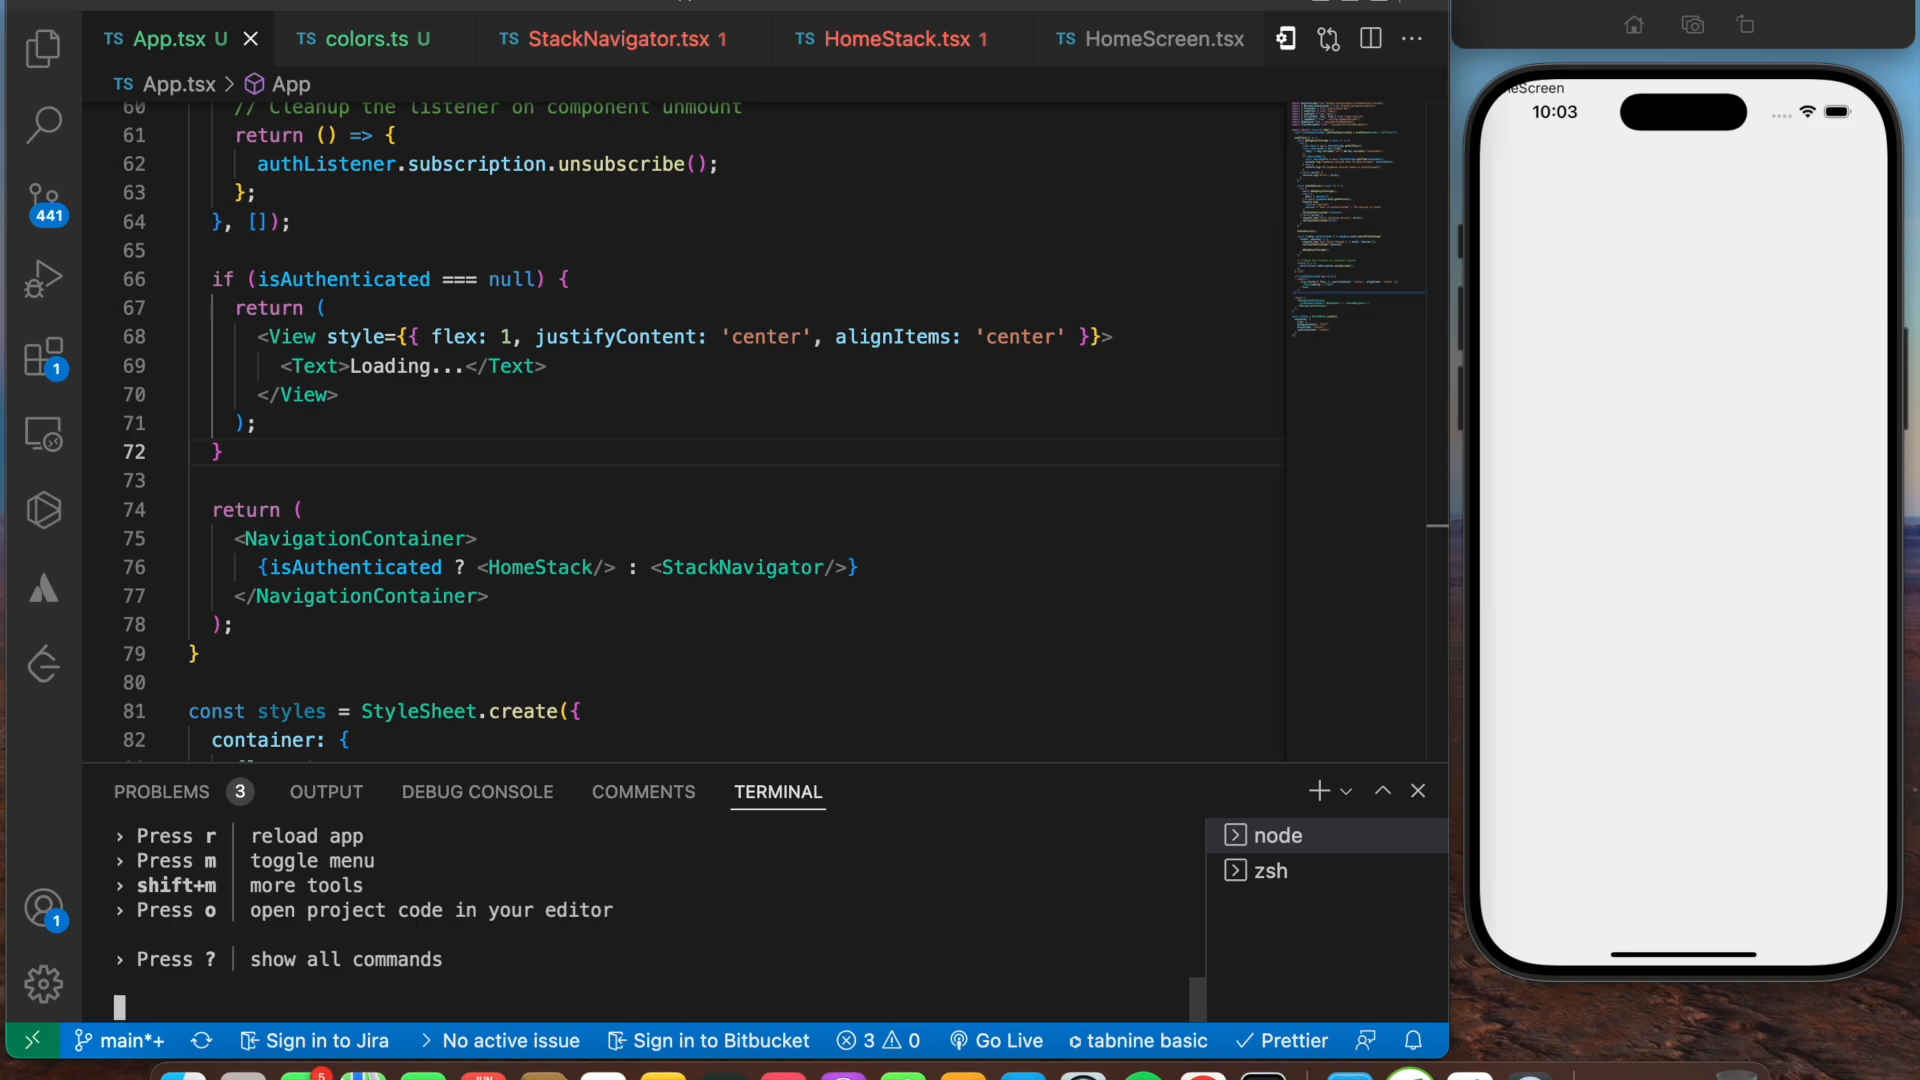 TS App.tsx U
TS colors.ts U
TS StackNavigator.tsx 1
TS HomeStack.tsx 1
TS HomeScreen.tsx
TS App.tsx > App
60 // Cleanup the listener on component unmount
61 return () => {
62 authListener.subscription.unsubscribe();
63 };
64 }, []);
65
66 if (isAuthenticated === null) {
67 return (
68 <View style={{ flex: 1, justifyContent: 'center', alignItems: 'center' }}>
69 <Text>Loading...</Text>
70 </View>
71 );
72 }
73
74 return (
75 <NavigationContainer>
76 {isAuthenticated ? <HomeStack/> : <StackNavigator/>}
77 </NavigationContainer>
78 );
79 }
80
81 const styles = StyleSheet.create({
82 container: {
441
1
1
PROBLEMS 3
OUTPUT
DEBUG CONSOLE
COMMENTS
TERMINAL
› Press r │ reload app
› Press m │ toggle menu
› shift+m │ more tools
› Press o │ open project code in your editor
› Press ? │ show all commands
node
zsh
main*+
Sign in to Jira
No active issue
Sign in to Bitbucket
3 0
Go Live
tabnine basic
Prettier
5
JUN
eScreen
10:03